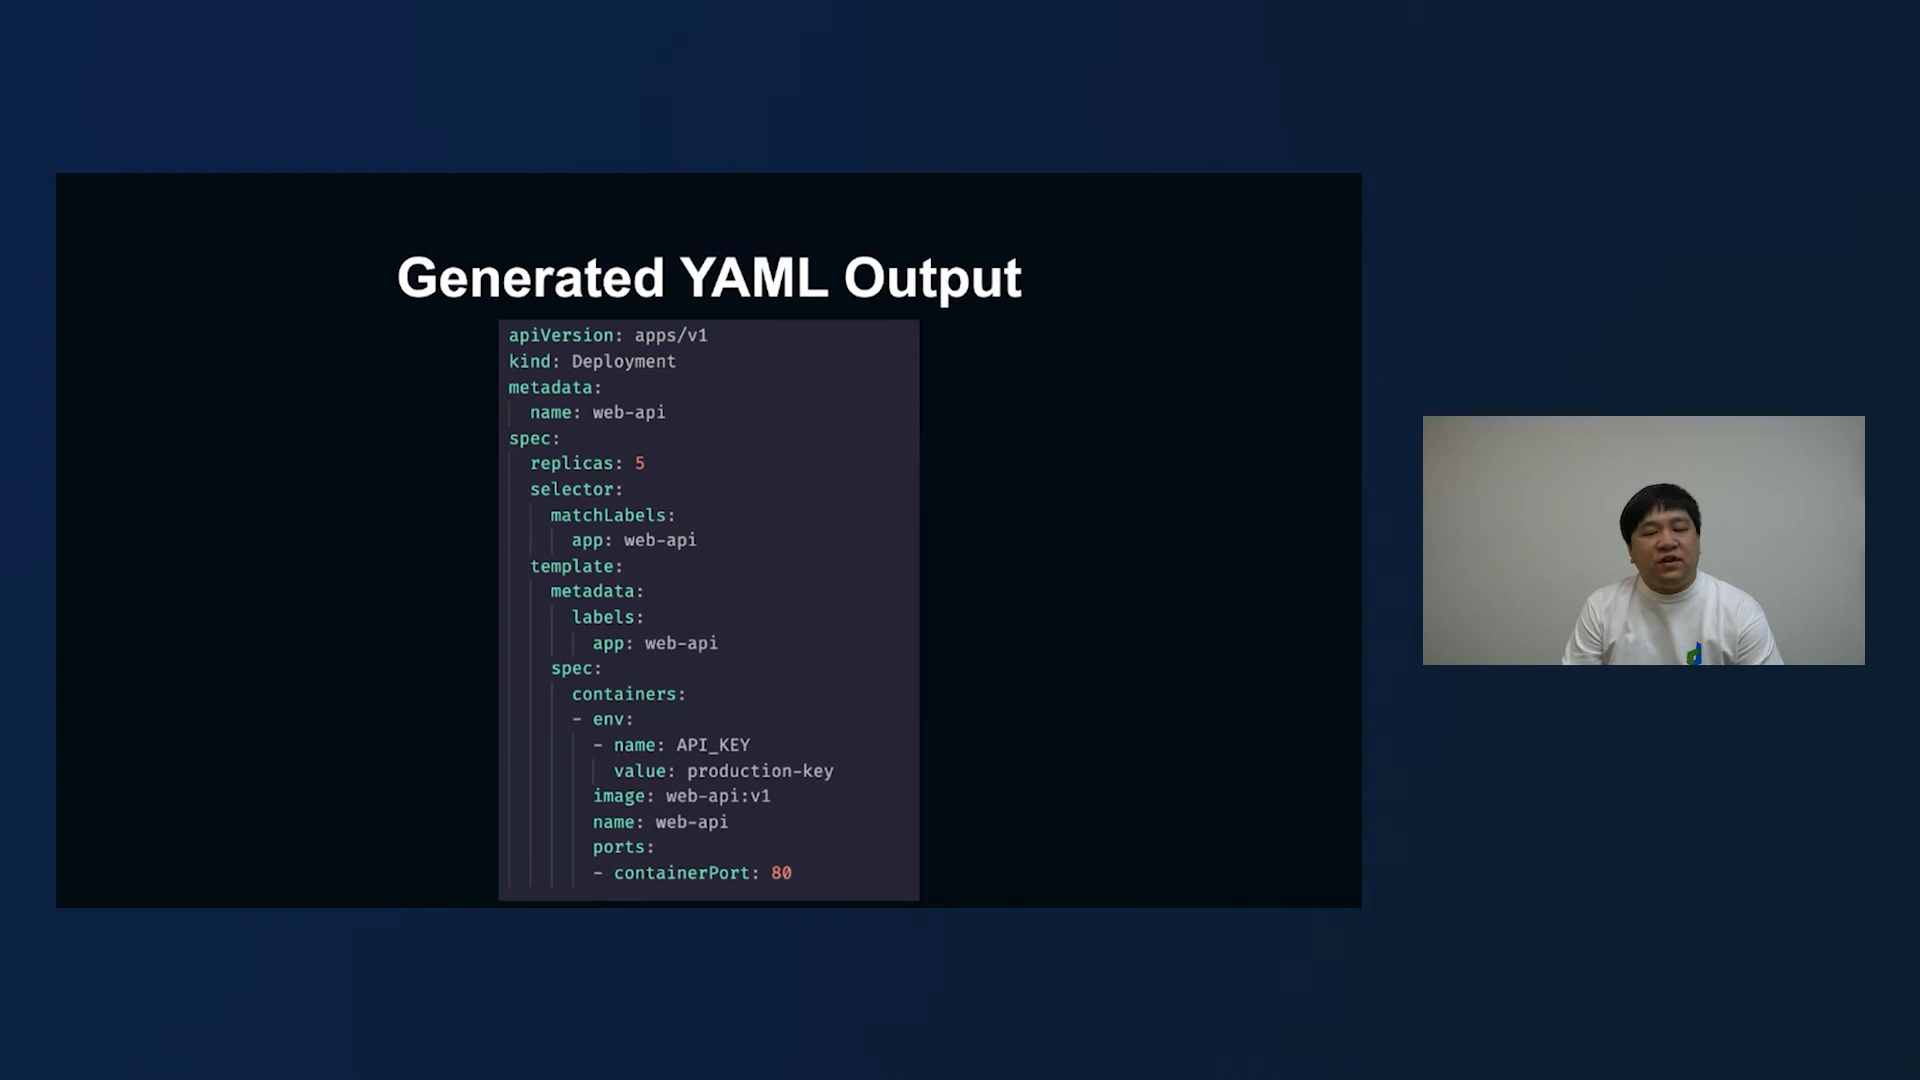 Generated YAML Output
apiVersion: apps/v1
kind: Deployment
metadata:
  name: web-api
spec:
  replicas: 5
  selector:
    matchLabels:
      app: web-api
  template:
    metadata:
      labels:
        app: web-api
    spec:
      containers:
      - env:
        - name: API_KEY
          value: production-key
        image: web-api:v1
        name: web-api
        ports:
        - containerPort: 80